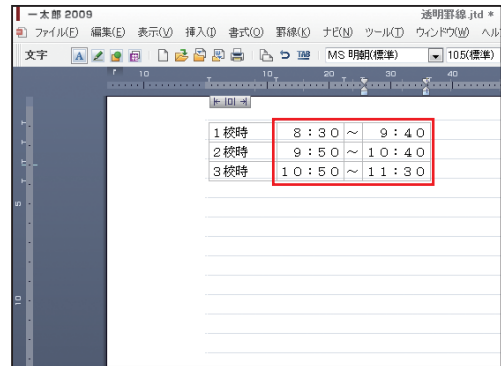 一太郎 2009 透明罫線.jtd *
ファイル(F) 編集(E) 表示(V) 挿入(I) 書式(O) 罫線(K) ナビ(N) ツール(T) ウィンドウ(W) ヘル
文字 A MS 明朝(標準) 10.5(標準)
10 10 20 30 40
1校時 8:30 ~ 9:40
2校時 9:50 ~ 10:40
3校時 10:50 ~ 11:30
5
10